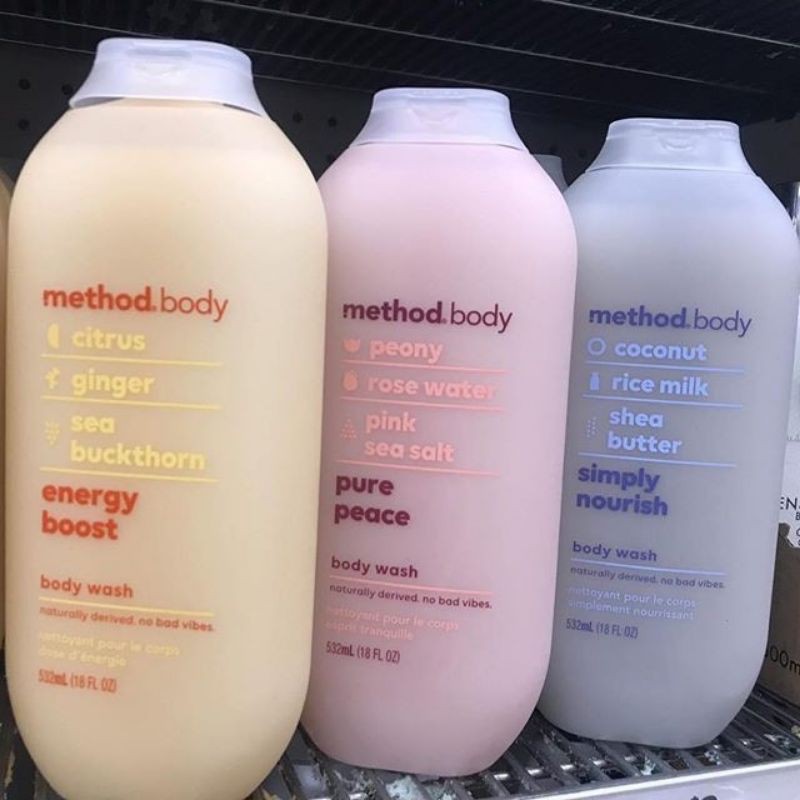 method.body
citrus
ginger
sea
buckthorn
energy
boost
body wash
naturally derived. no bad vibes.
nettoyant pour le corps
dose d'énergie
532mL (18 FL OZ)
method.body
peony
rose water
pink
sea salt
pure
peace
body wash
naturally derived. no bad vibes.
nettoyant pour le corps
esprit tranquille
532mL (18 FL OZ)
method.body
coconut
rice milk
shea
butter
simply
nourish
body wash
naturally derived. no bad vibes.
nettoyant pour le corps
simplement nourrissant
532mL (18 FL OZ)